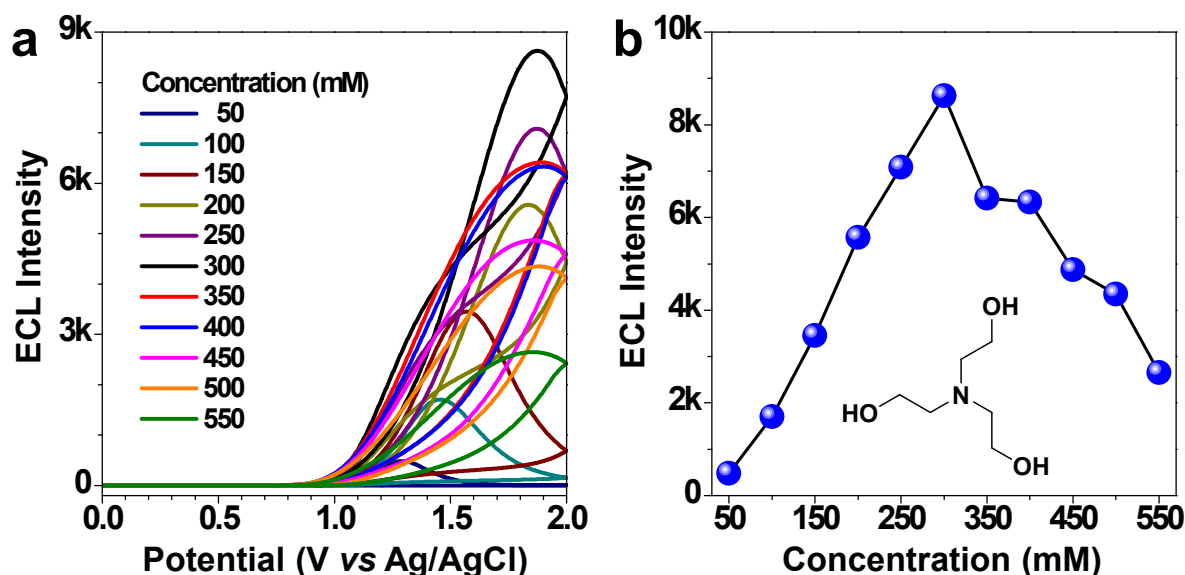 a
9k
6k
3k
0
ECL Intensity
Concentration (mM)
50
100
150
200
250
300
350
400
450
500
550
0.0 0.5 1.0 1.5 2.0
Potential (V vs Ag/AgCl)
b
10k
8k
6k
4k
2k
0
ECL Intensity
OH
N
HO
OH
50 150 250 350 450 550
Concentration (mM)